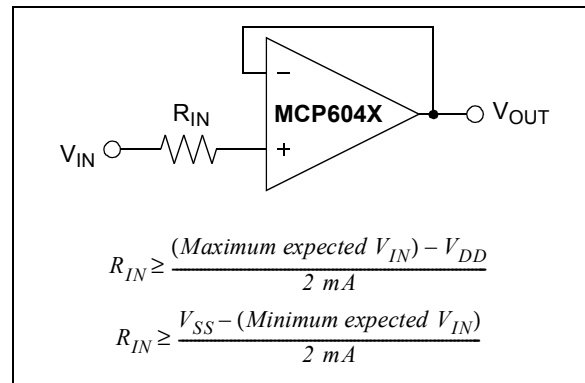 −
MCP604X
R_IN
V_OUT
V_IN
+
R_IN ≥ (Maximum expected V_IN) – V_DD / 2 mA
R_IN ≥ V_SS – (Minimum expected V_IN) / 2 mA